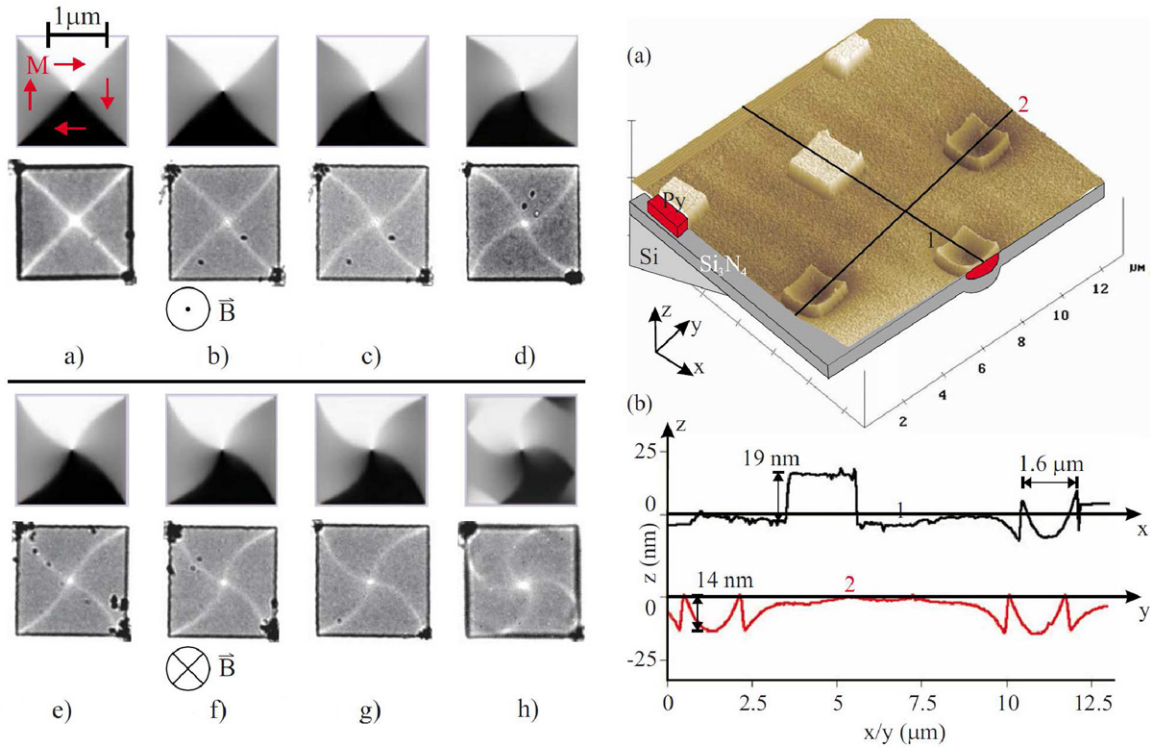 1μm
M
B
a) b) c) d)
B
e) f) g) h)
(a)
2
Py
1
Si
Si3N4
μm
12
10
8
6
4
2
z
y
x
(b)
z
25
19 nm
1.6 μm
0
1
x
z (nm)
14 nm
2
0
y
-25
0 2.5 5 7.5 10 12.5
x/y (μm)